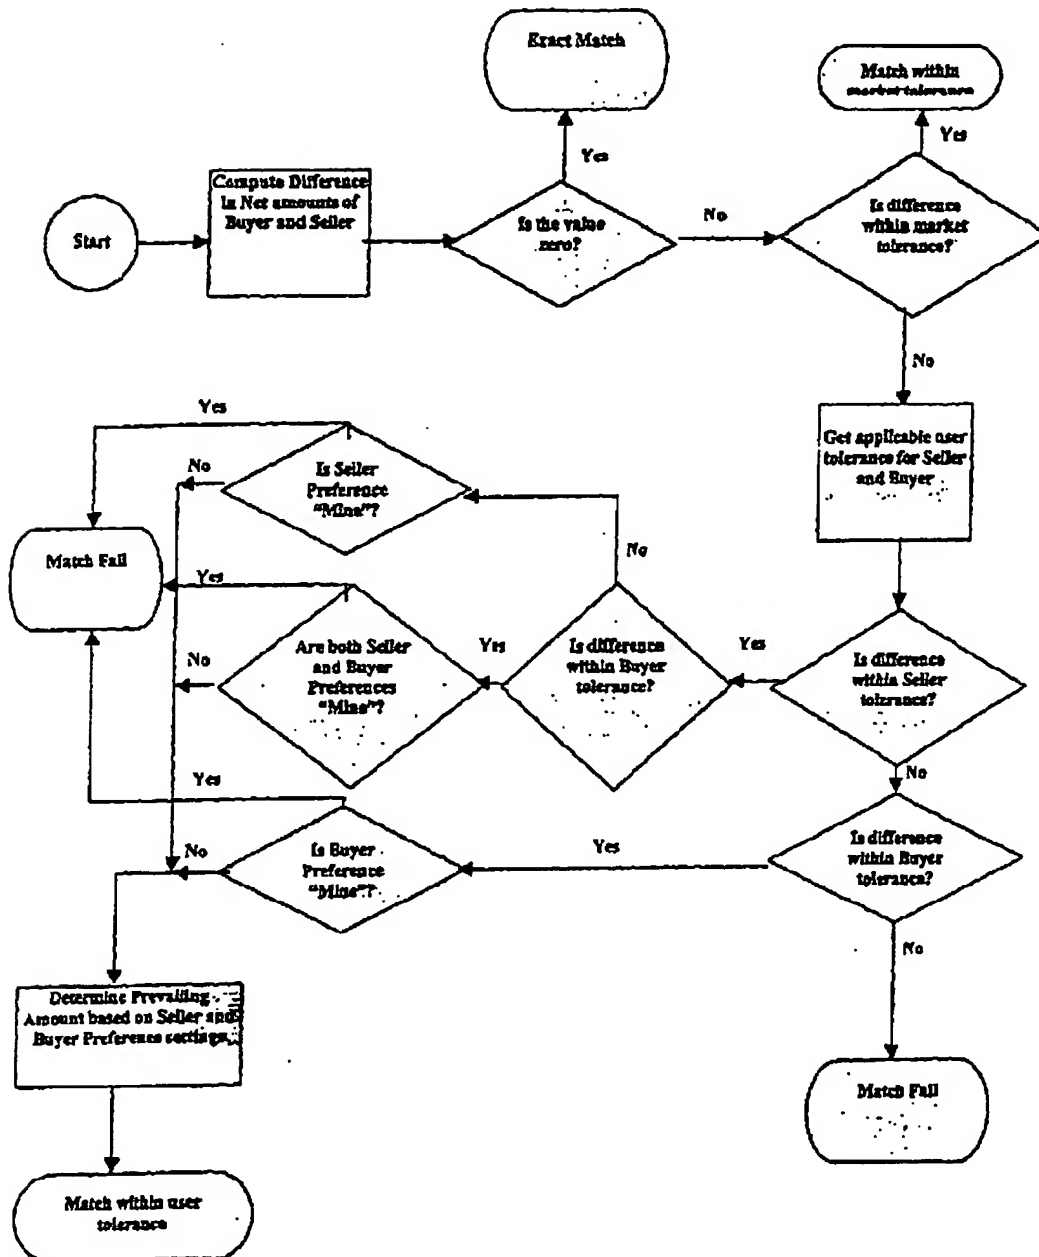 Exact Match
Match within
market tolerance
Yes
Yes
Start
Compute Difference
in Net amounts of
Buyer and Seller
Is the value
zero?
No
Is difference
within market
tolerance?
No
Yes
Get applicable user
tolerance for Seller
and Buyer
Is Seller
Preference
"Mine"?
No
Match Fail
No
Yes
Are both Seller
and Buyer
Preferences
"Mine"?
No
Yes
Is difference
within Buyer
tolerance?
Yes
Is difference
within Seller
tolerance?
No
Yes
Is Buyer
Preference
"Mine"?
No
Yes
Is difference
within Buyer
tolerance?
No
Determine Prevailing
Amount based on Seller and
Buyer Preference settings
Match Fail
Match within user
tolerance